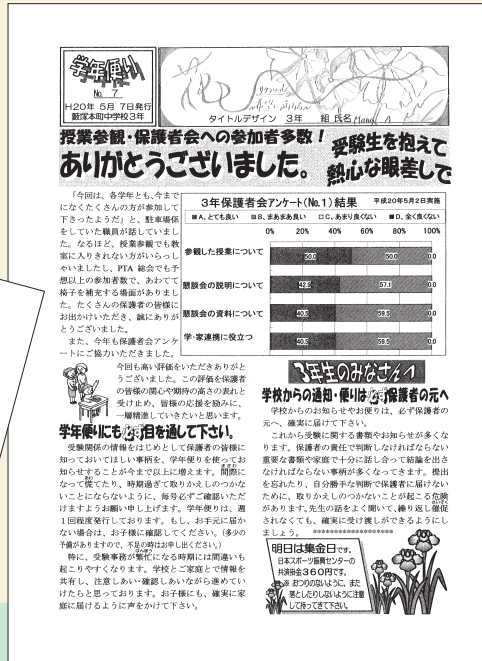 学年便り
No. 7
H20年 5月 7日発行
藪塚本町中学校3年
花
タイトルデザイン 3年 組 氏名
授業参観・保護者会への参加者多数！
ありがとうございました。
受験生を抱えて
熱心な眼差しで
「今回は、各学年とも、今まで
になくたくさんの方が参加して
下さったようだ」と、駐車場係
をしていた職員が話していまし
た。なるほど、授業参観でも教
室に入りきれない方がいらっし
ゃいましたし、PTA 総会でも予
想以上の参加者数で、あわてて
椅子を補充する場面がありまし
た。たくさんの保護者の皆様に
お出かけいただき、誠にありが
とうございました。
また、今年も保護者会アンケ
ートにご協力いただきました。
今回も高い評価をいただきありがと
うございました。この評価を保護者
の皆様の関心や期待の高さの表れと
受け止め、皆様の応援を励みに、
一層精進していきたいと思います。
3年保護者会アンケート(No.1)結果 平成20年5月2日実施
■A、とても良い ■B、まあまあ良い □C、あまり良くない ■D、全く良くない
0% 20% 40% 60% 80% 100%
参観した授業について 50.0 50.0 0.0
懇談会の説明について 42.9 57.1 0.0
懇談会の資料について 40.5 59.5 0.0
学・家連携に役立つ 40.5 59.5 0.0
学年便りにも必ず目を通して下さい。
受験関係の情報をはじめとして保護者の皆様に
知っておいてほしい事柄を、学年便りを使ってお
知らせすることが今まで以上に増えます。間際に
なって慌てたり、時期過ぎて取りかえしのつかな
いことにならないように、毎号必ずご確認いただ
けますようお願い申し上げます。学年便りは、週
１回程度発行しております。もし、お手元に届か
ない場合は、お子様に確認してください。(多少の
予備がありますので、不足の時はお申し出ください。)
特に、受験事務が繁忙になる時期には間違いも
起こりやすくなります。学校とご家庭とで情報を
共有し、注意しあい・確認しあいながら進めてい
けたらと思っております。お子様にも、確実に家
庭に届けるように声をかけて下さい。
3年生のみなさんへ
学校からの通知・便りは必ず保護者の元へ
学校からのお知らせやお便りは、必ず保護者の
元へ、確実に届けて下さい。
これから受験に関する書類やお知らせが多くな
ります。保護者の責任で判断しなければならない
重要な書類や家庭で十分に話し合って結論を出さ
なければならない事柄が多くなってきます。提出
を忘れたり、自分勝手な判断で保護者に届けない
ために、取りかえしのつかないことが起こる危険
があります。先生の話をよく聞いて、繰り返し催促
されなくても、確実に受け渡しができるようにし
ましょう。
明日は集金日です。
日本スポーツ振興センターの
共済掛金３６０円です。
※ おつりのないように、また
落としたりしないように注意
して持ってきて下さい。